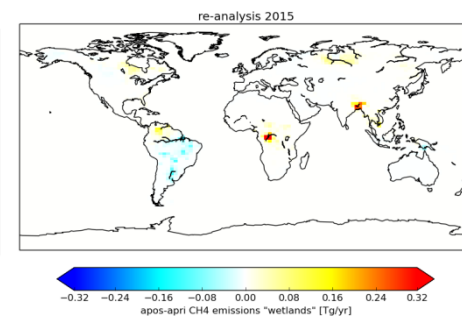 re-analysis 2015
−0.32 −0.24 −0.16 −0.08 0.00 0.08 0.16 0.24 0.32
apos-apri CH4 emissions "wetlands" [Tg/yr]